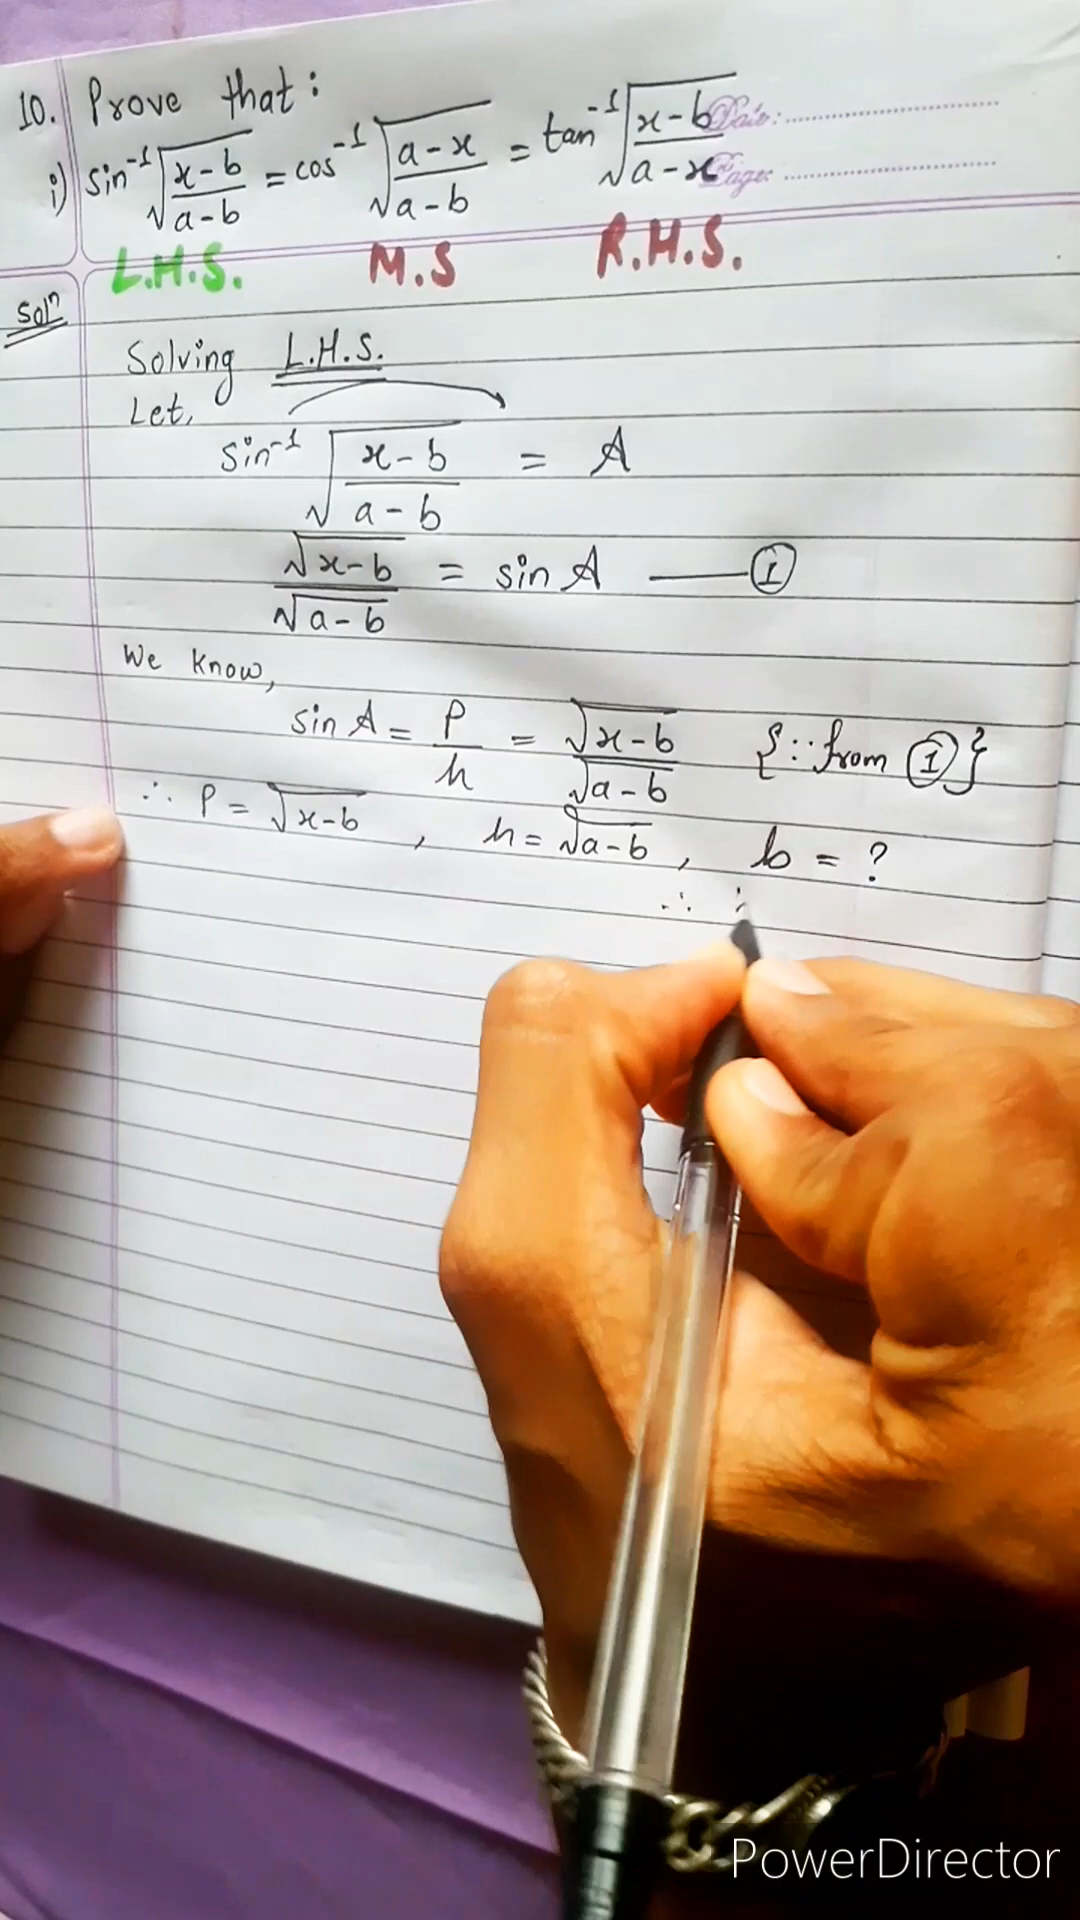 10. Prove that :
i) sin⁻¹ √(x-b / a-b) = cos⁻¹ √(a-x / a-b) = tan⁻¹ √(x-b / a-x)
Date: ....................
Page: ....................
L.H.S. M.S R.H.S.
Solⁿ
Solving L.H.S.
Let,
sin⁻¹ √(x-b / a-b) = A
√x-b / √a-b = sin A —— ①
We know,
sin A = P/h = √x-b / √a-b {∵ from ①}
∴ P = √x-b , h = √a-b , b = ?
∴
PowerDirector